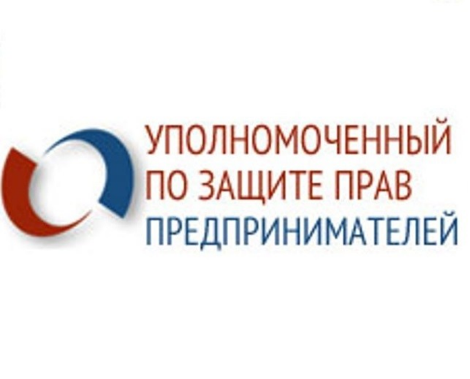 УПОЛНОМОЧЕННЫЙ
ПО ЗАЩИТЕ ПРАВ
ПРЕДПРИНИМАТЕЛЕЙ